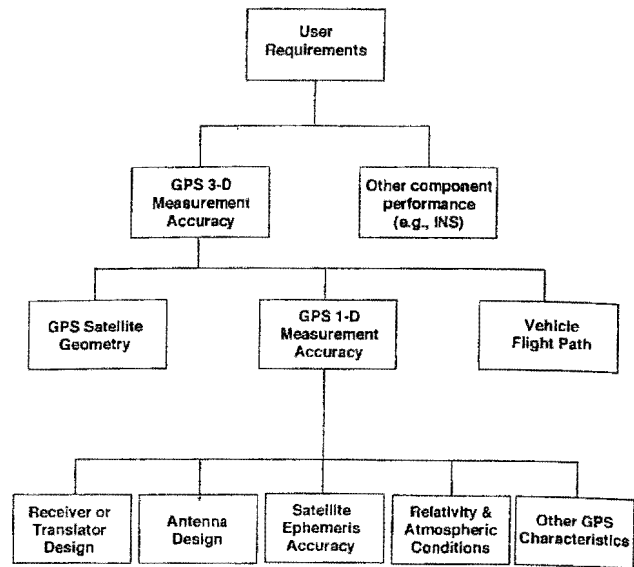 User
Requirements
GPS 3-D
Measurement
Accuracy
Other component
performance
(e.g., INS)
GPS Satellite
Geometry
GPS 1-D
Measurement
Accuracy
Vehicle
Flight Path
Receiver or
Translator
Design
Antenna
Design
Satellite
Ephemeris
Accuracy
Relativity &
Atmospheric
Conditions
Other GPS
Characteristics